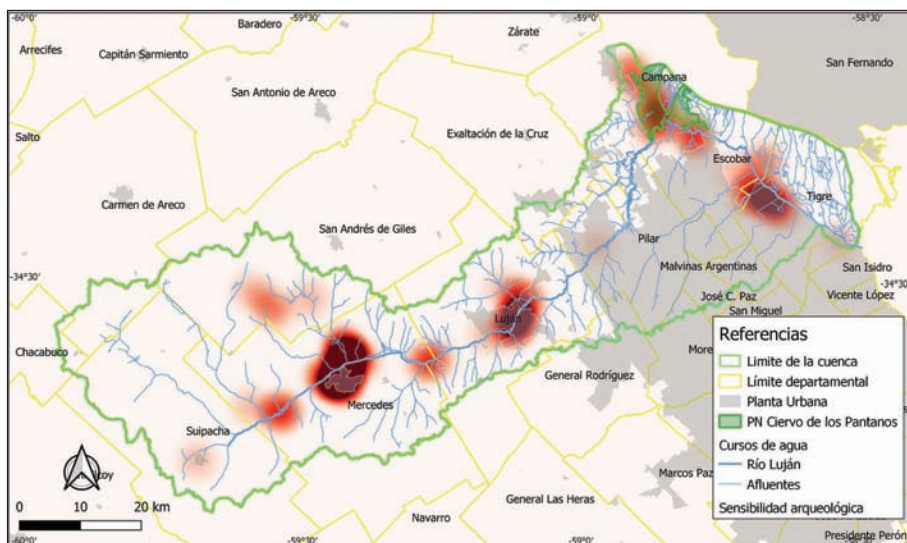 -60°0'
-59°30'
-59°0'
-58°30'
Baradero
Zárate
Arrecifes
Capitán Sarmiento
San Fernando
Campana
San Antonio de Areco
Salto
Exaltación de la Cruz
Escobar
Carmen de Areco
Tigre
San Andrés de Giles
Pilar
-34°30'
Malvinas Argentinas
San Isidro
-34°30'
José C. Paz
Vicente López
Luján
San Miguel
Chacabuco
General Rodríguez
Mercedes
Suipacha
Marcos Paz
General Las Heras
Navarro
Presidente Perón
0 10 20 km
-60°0'
-59°30'
-59°0'
-58°30'
Referencias
Limite de la cuenca
Límite departamental
Planta Urbana
PN Ciervo de los Pantanos
Cursos de agua
Río Luján
Afluentes
Sensibilidad arqueológica